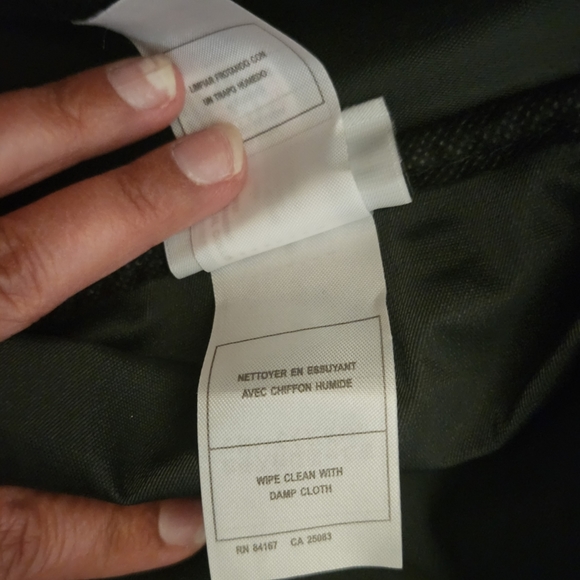 LIMPIAR FROTANDO CON
UN TRAPO HÚMEDO
NETTOYER EN ESSUYANT
AVEC CHIFFON HUMIDE
WIPE CLEAN WITH
DAMP CLOTH
RN 84167 CA 25083